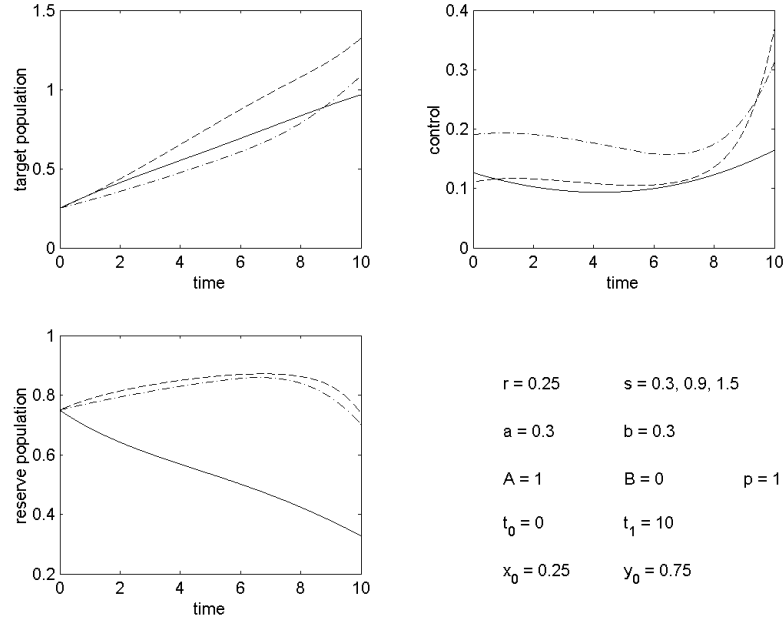 1.5
1
0.5
0
0 2 4 6 8 10
target population
time
0.4
0.3
0.2
0.1
0
0 2 4 6 8 10
control
time
1
0.8
0.6
0.4
0.2
0 2 4 6 8 10
reserve population
time
r = 0.25 s = 0.3, 0.9, 1.5
a = 0.3 b = 0.3
A = 1 B = 0 p = 1
t₀ = 0 t₁ = 10
x₀ = 0.25 y₀ = 0.75